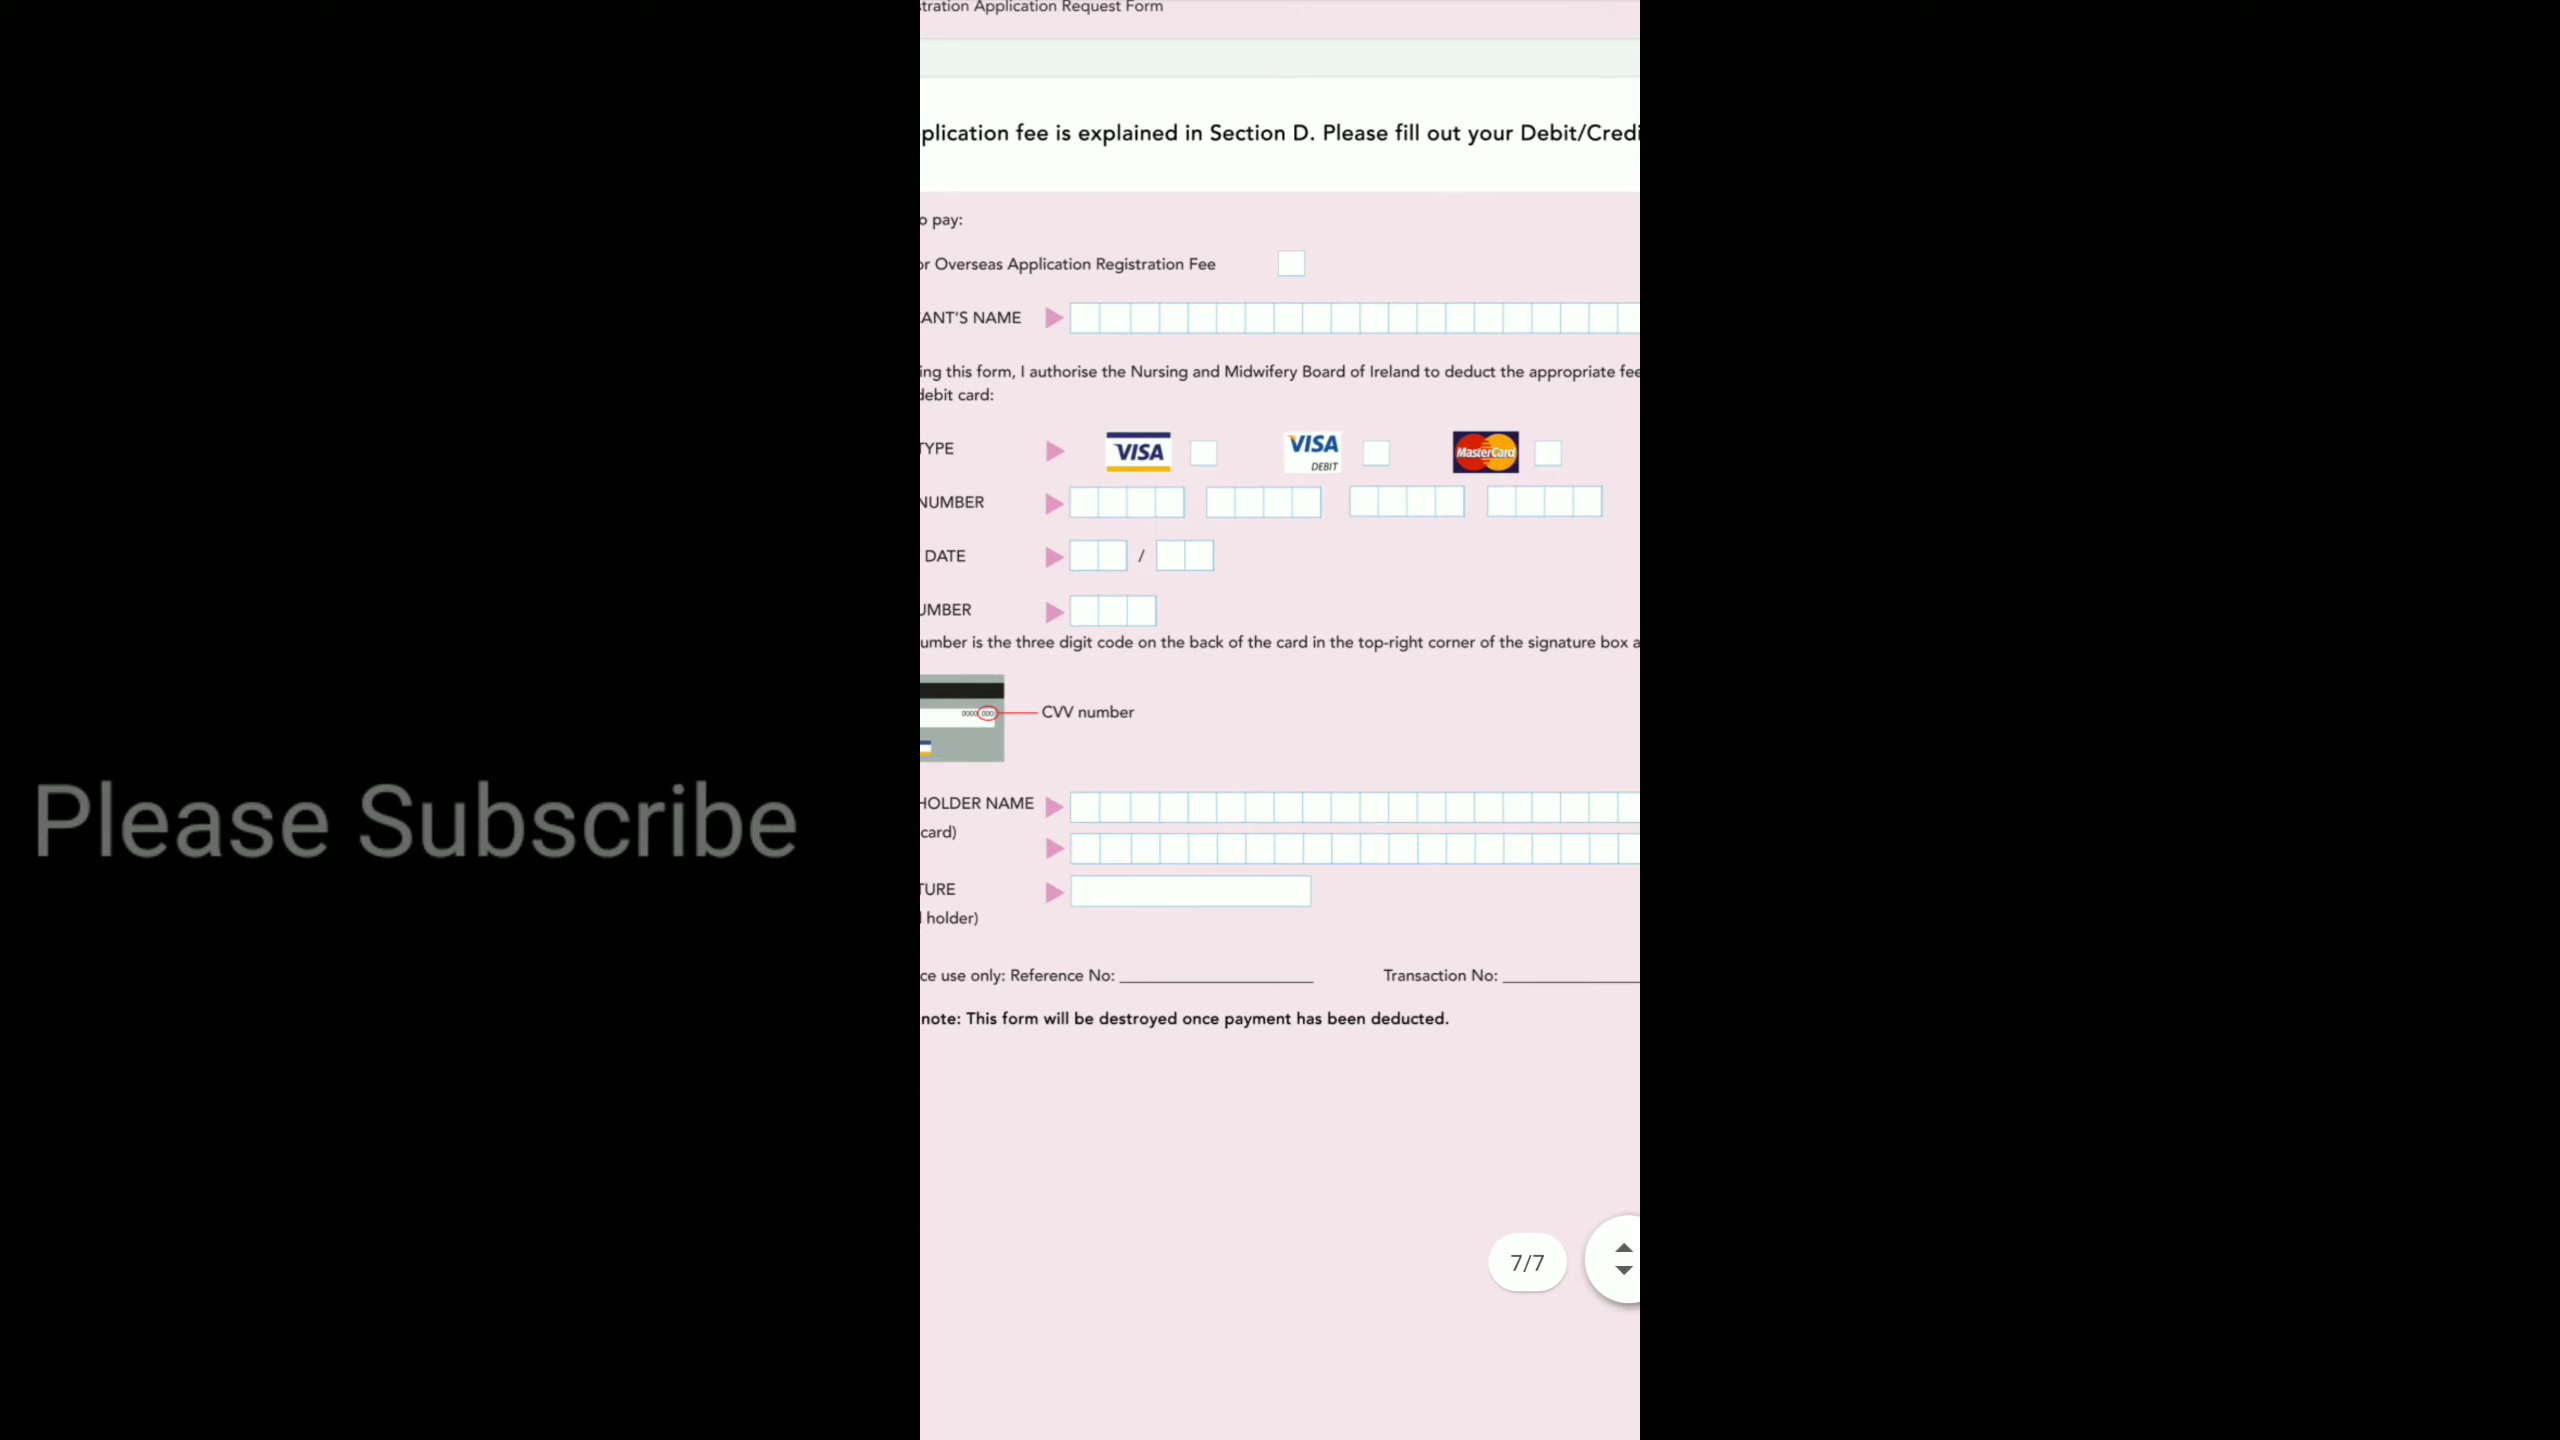 tration Application Request Form
plication fee is explained in Section D. Please fill out your Debit/Credi
o pay:
or Overseas Application Registration Fee
CANT'S NAME
ing this form, I authorise the Nursing and Midwifery Board of Ireland to deduct the appropriate fee
debit card:
TYPE VISA VISA DEBIT MasterCard
NUMBER
DATE /
UMBER
umber is the three digit code on the back of the card in the top-right corner of the signature box a
0000 000 CVV number
HOLDER NAME
card)
Please Subscribe
TURE
holder)
ce use only: Reference No: Transaction No:
note: This form will be destroyed once payment has been deducted.
7/7